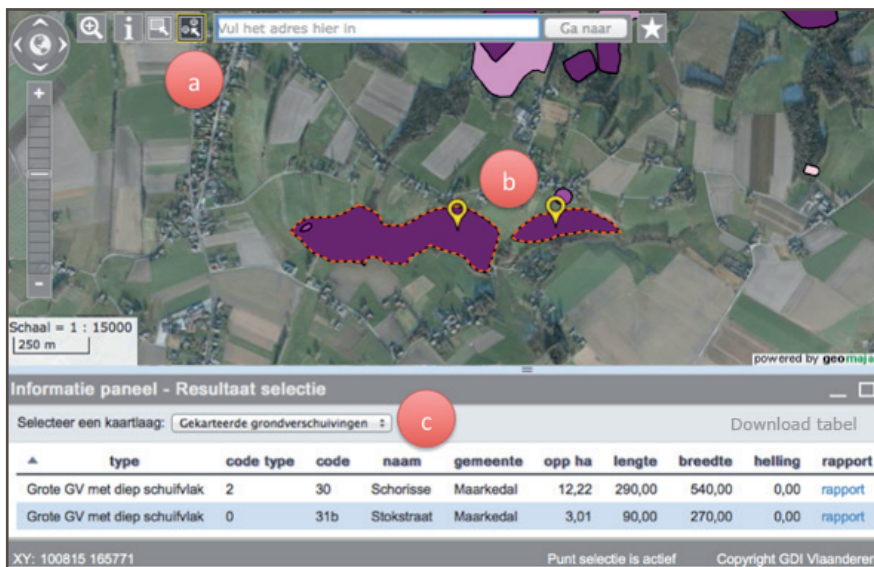 Vul het adres hier in
Ga naar
a
b
Schaal = 1 : 15000
250 m
powered by geomaja
Informatie paneel - Resultaat selectie
Selecteer een kaartlaag: Gekarteerde grondverschuivingen
c
Download tabel
type code type code naam gemeente opp ha lengte breedte helling rapport
Grote GV met diep schuifvlak 2 30 Schorisse Maarkedal 12,22 290,00 540,00 0,00 rapport
Grote GV met diep schuifvlak 0 31b Stokstraat Maarkedal 3,01 90,00 270,00 0,00 rapport
XY: 100815 165771 Punt selectie is actief Copyright GDI Vlaanderen